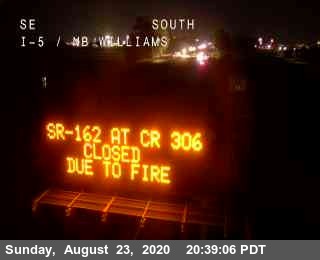 SE SOUTH
I-5 / NB WILLIAMS
SR-162 AT CR 306
CLOSED
DUE TO FIRE
Sunday, August 23, 2020 20:39:06 PDT